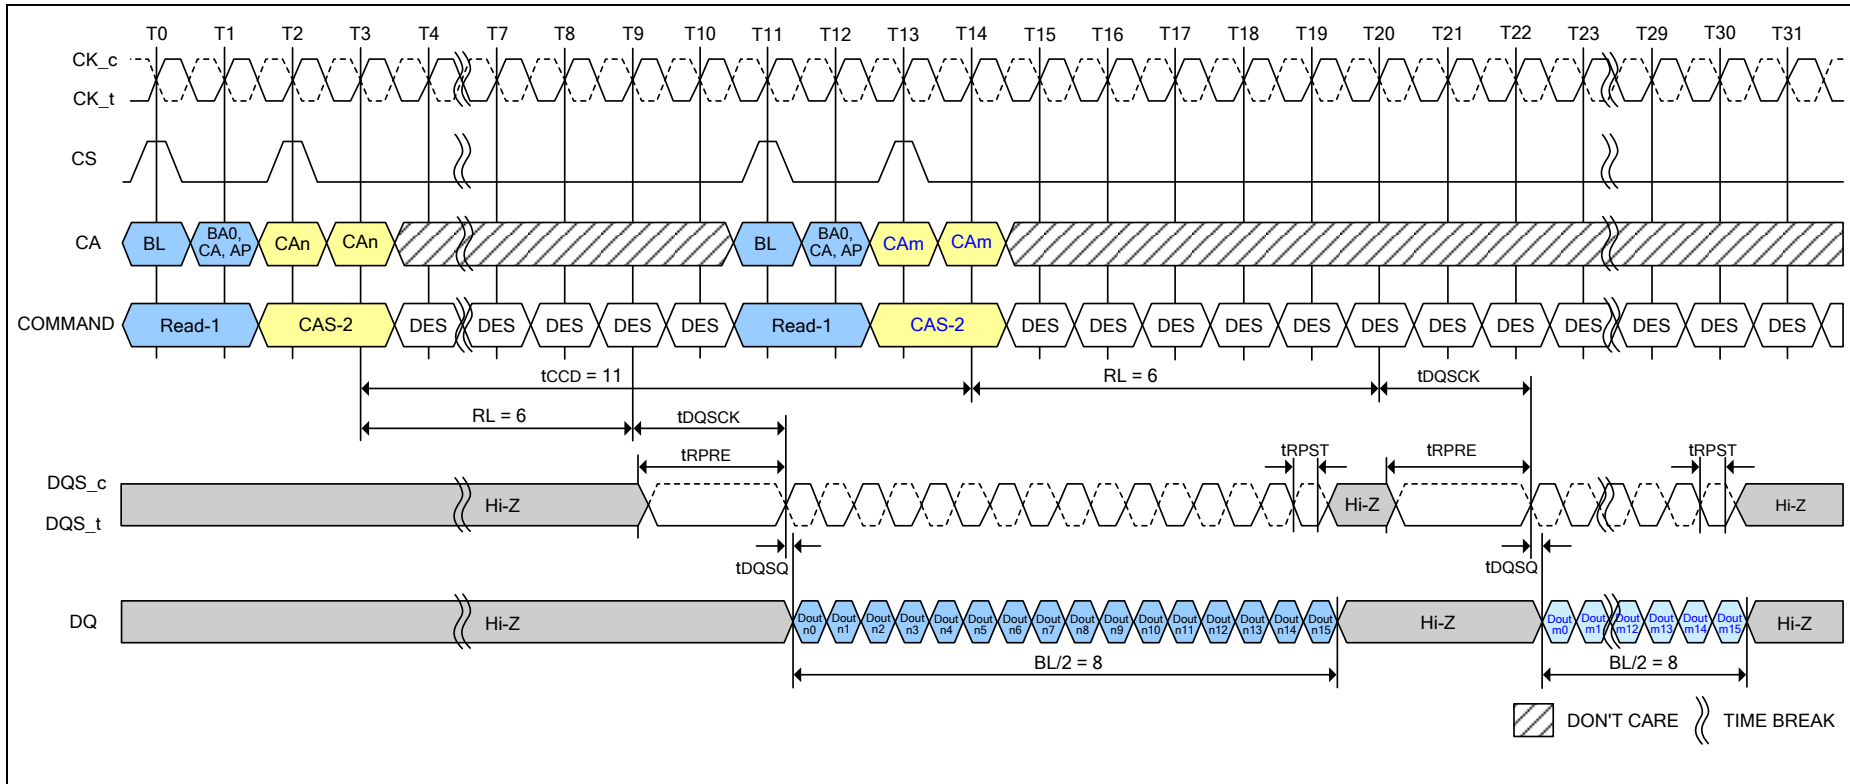 T0 T1 T2 T3 T4 T7 T8 T9 T10 T11 T12 T13 T14 T15 T16 T17 T18 T19 T20 T21 T22 T23 T29 T30 T31
CK_c
CK_t
CS
CA BL BA0, CA, AP CAn CAn BL BA0, CA, AP CAm CAm
COMMAND Read-1 CAS-2 DES DES DES DES DES Read-1 CAS-2 DES DES DES DES DES DES DES DES DES DES DES DES
tCCD = 11 RL = 6 tDQSCK
RL = 6 tDQSCK
tRPRE tRPST tRPRE tRPST
DQS_c
DQS_t
Hi-Z Hi-Z Hi-Z
tDQSQ tDQSQ
DQ Hi-Z Dout n0 Dout n1 Dout n2 Dout n3 Dout n4 Dout n5 Dout n6 Dout n7 Dout n8 Dout n9 Dout n10 Dout n11 Dout n12 Dout n13 Dout n14 Dout n15 Hi-Z Dout m0 Dout m1 Dout m12 Dout m13 Dout m14 Dout m15 Hi-Z
BL/2 = 8 BL/2 = 8
DON'T CARE TIME BREAK